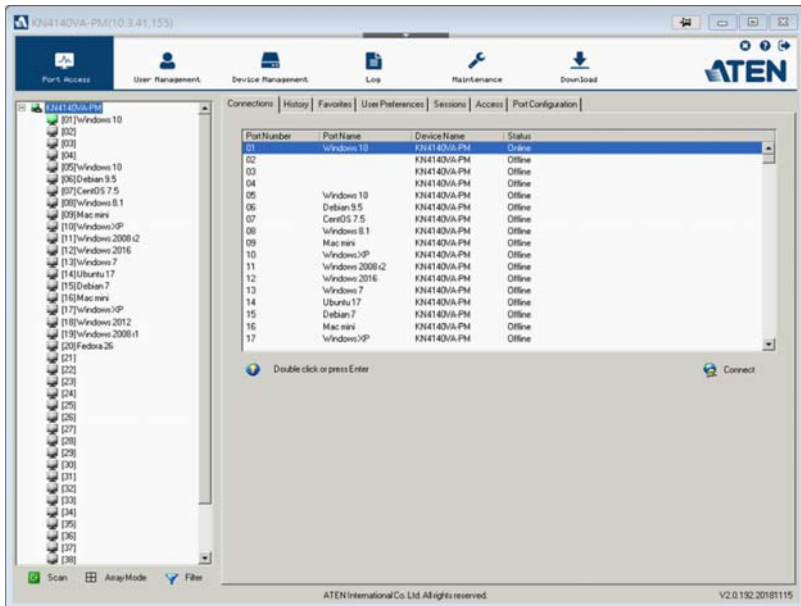 KN4140VA-PM(10.3.41.155)
Port Access
User Management
Device Management
Log
Maintenance
Download
ATEN
KN4140VA-PM
[01]Windows 10
[02]
[03]
[04]
[05]Windows 10
[06]Debian 9.5
[07]CentOS 7.5
[08]Windows 8.1
[09]Mac mini
[10]Windows XP
[11]Windows 2008 r2
[12]Windows 2016
[13]Windows 7
[14]Ubuntu 17
[15]Debian 7
[16]Mac mini
[17]Windows XP
[18]Windows 2012
[19]Windows 2008 r1
[20]Fedora 26
[21]
[22]
[23]
[24]
[25]
[26]
[27]
[28]
[29]
[30]
[31]
[32]
[33]
[34]
[35]
[36]
[37]
[38]
Scan Array Mode Filter
Connections History Favorites User Preferences Sessions Access Port Configuration
Port Number Port Name Device Name Status
01 Windows 10 KN4140VA-PM Online
02 KN4140VA-PM Offline
03 KN4140VA-PM Offline
04 KN4140VA-PM Offline
05 Windows 10 KN4140VA-PM Offline
06 Debian 9.5 KN4140VA-PM Offline
07 CentOS 7.5 KN4140VA-PM Offline
08 Windows 8.1 KN4140VA-PM Offline
09 Mac mini KN4140VA-PM Offline
10 Windows XP KN4140VA-PM Offline
11 Windows 2008 r2 KN4140VA-PM Offline
12 Windows 2016 KN4140VA-PM Offline
13 Windows 7 KN4140VA-PM Offline
14 Ubuntu 17 KN4140VA-PM Offline
15 Debian 7 KN4140VA-PM Offline
16 Mac mini KN4140VA-PM Offline
17 Windows XP KN4140VA-PM Offline
Double click or press Enter
Connect
ATEN International Co. Ltd. All rights reserved.
V2.0.192.20181115